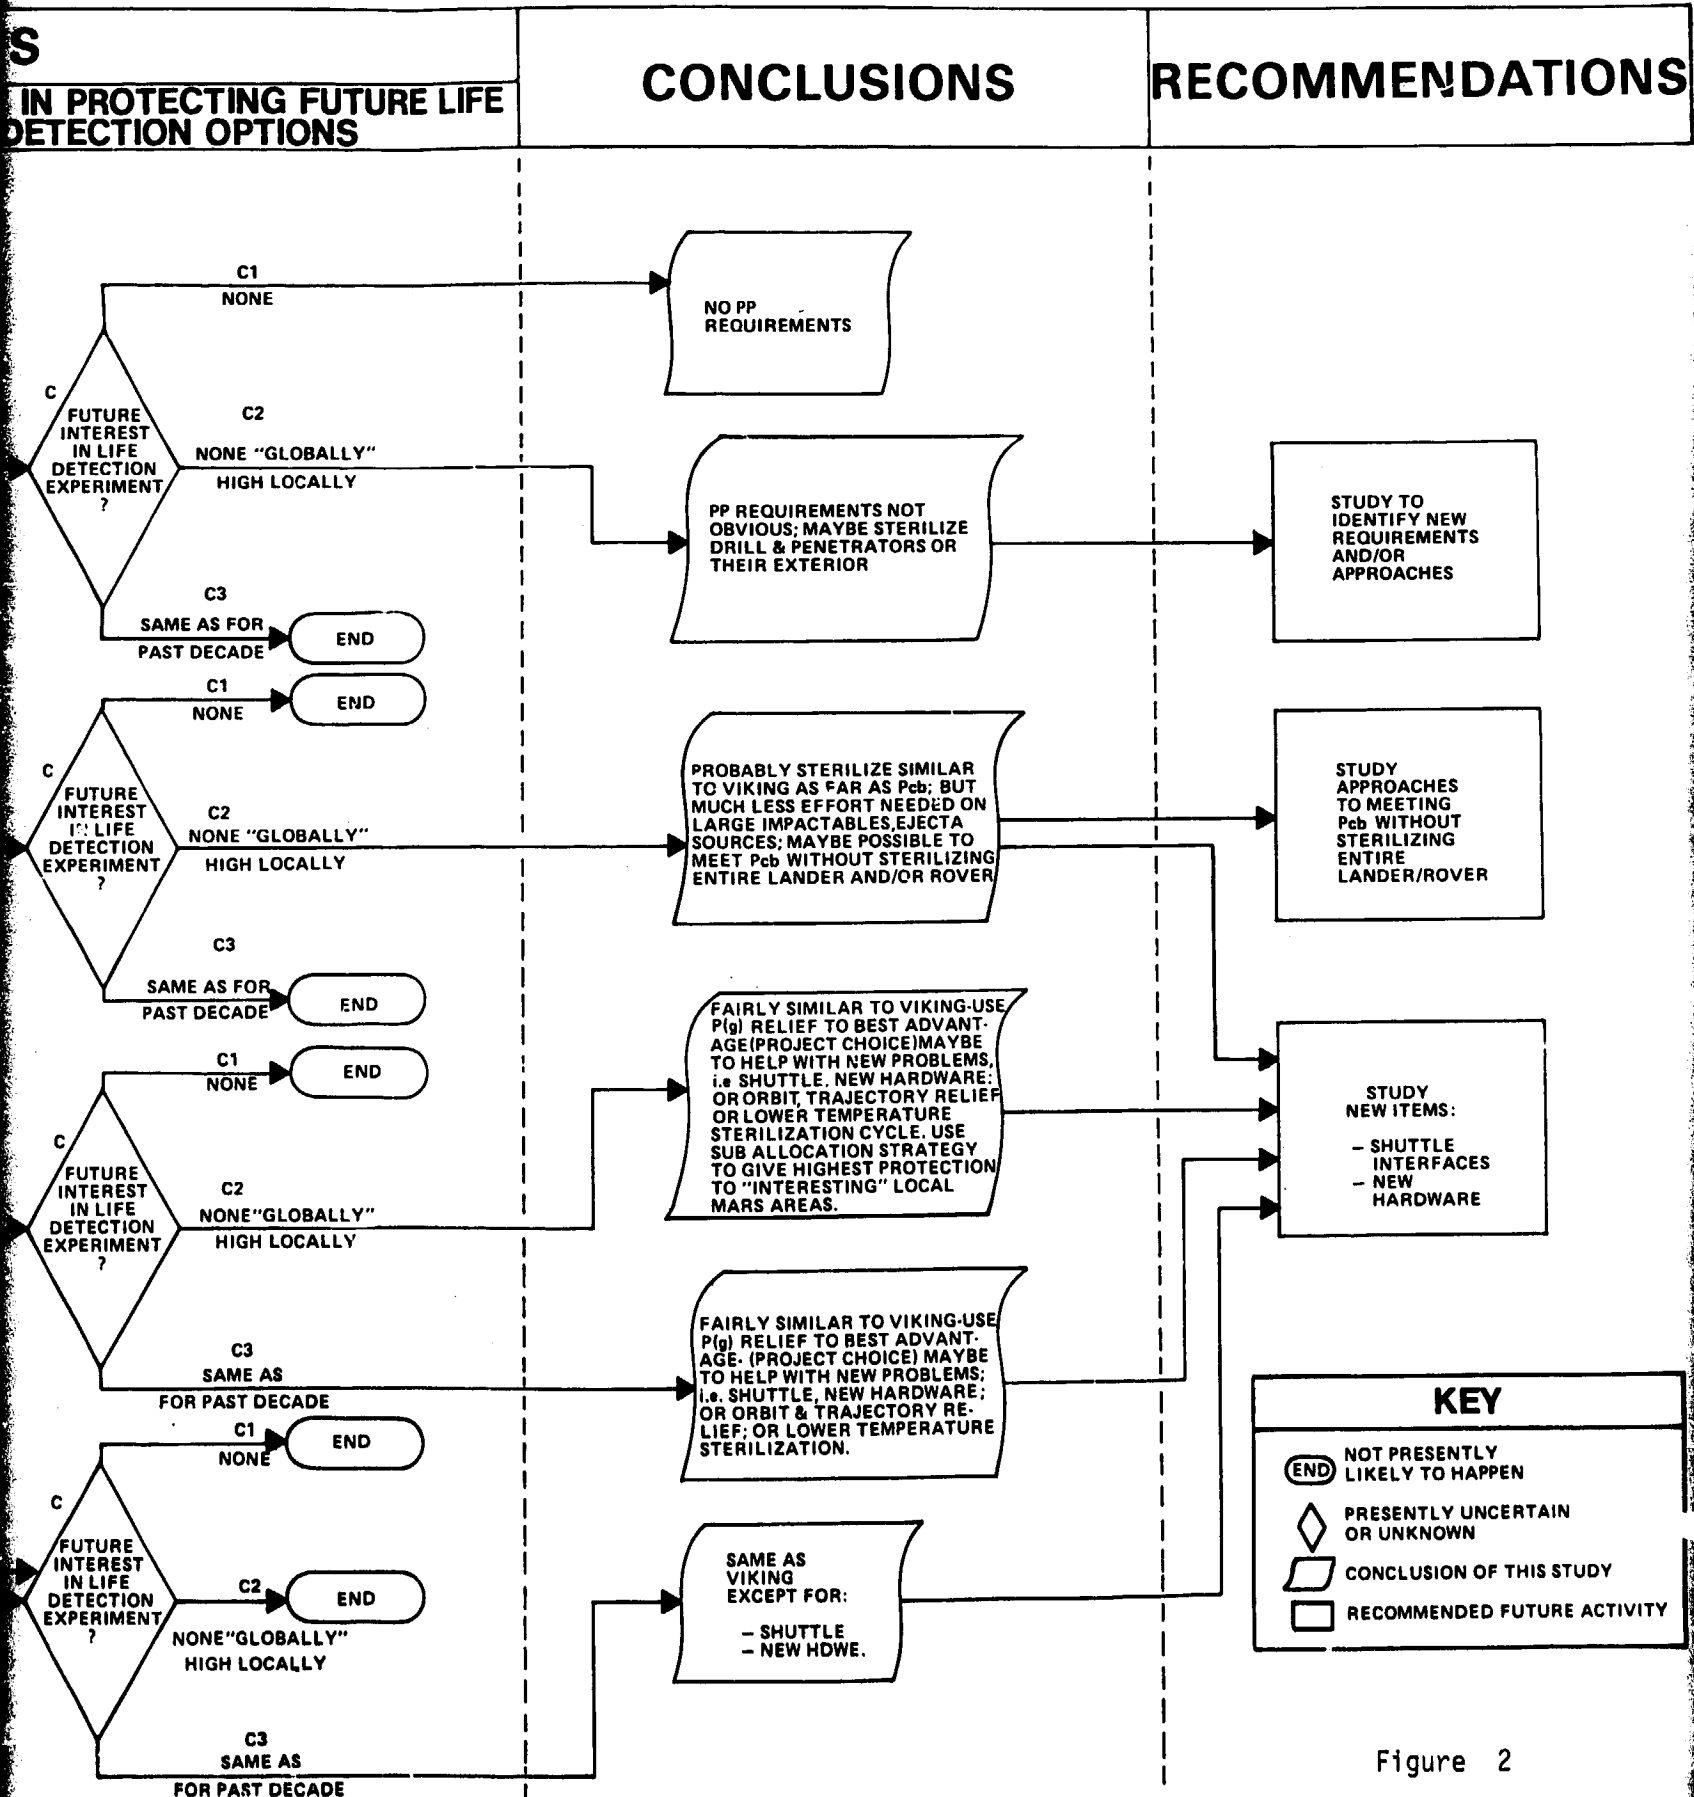 S
IN PROTECTING FUTURE LIFE
DETECTION OPTIONS
CONCLUSIONS
RECOMMENDATIONS
C1
NONE
NO PP
REQUIREMENTS
C
FUTURE
INTEREST
IN LIFE
DETECTION
EXPERIMENT
?
C2
NONE "GLOBALLY"
HIGH LOCALLY
PP REQUIREMENTS NOT
OBVIOUS; MAYBE STERILIZE
DRILL & PENETRATORS OR
THEIR EXTERIOR
STUDY TO
IDENTIFY NEW
REQUIREMENTS
AND/OR
APPROACHES
C3
SAME AS FOR
PAST DECADE
END
C1
NONE
END
C
FUTURE
INTEREST
IN LIFE
DETECTION
EXPERIMENT
?
C2
NONE "GLOBALLY"
HIGH LOCALLY
PROBABLY STERILIZE SIMILAR
TO VIKING AS FAR AS Pcb; BUT
MUCH LESS EFFORT NEEDED ON
LARGE IMPACTABLES,EJECTA
SOURCES; MAYBE POSSIBLE TO
MEET Pcb WITHOUT STERILIZING
ENTIRE LANDER AND/OR ROVER
STUDY
APPROACHES
TO MEETING
Pcb WITHOUT
STERILIZING
ENTIRE
LANDER/ROVER
C3
SAME AS FOR
PAST DECADE
END
C1
NONE
END
C
FUTURE
INTEREST
IN LIFE
DETECTION
EXPERIMENT
?
C2
NONE"GLOBALLY"
HIGH LOCALLY
FAIRLY SIMILAR TO VIKING-USE
P(g) RELIEF TO BEST ADVANT-
AGE(PROJECT CHOICE)MAYBE
TO HELP WITH NEW PROBLEMS,
i.e SHUTTLE, NEW HARDWARE:
OR ORBIT, TRAJECTORY RELIEF
OR LOWER TEMPERATURE
STERILIZATION CYCLE. USE
SUB ALLOCATION STRATEGY
TO GIVE HIGHEST PROTECTION
TO "INTERESTING" LOCAL
MARS AREAS.
STUDY
NEW ITEMS:
– SHUTTLE
INTERFACES
– NEW
HARDWARE
C3
SAME AS
FOR PAST DECADE
FAIRLY SIMILAR TO VIKING-USE
P(g) RELIEF TO BEST ADVANT-
AGE- (PROJECT CHOICE) MAYBE
TO HELP WITH NEW PROBLEMS;
i.e. SHUTTLE, NEW HARDWARE;
OR ORBIT & TRAJECTORY RE-
LIEF; OR LOWER TEMPERATURE
STERILIZATION.
C1
NONE
END
C
FUTURE
INTEREST
IN LIFE
DETECTION
EXPERIMENT
?
C2
END
NONE"GLOBALLY"
HIGH LOCALLY
SAME AS
VIKING
EXCEPT FOR:
– SHUTTLE
– NEW HDWE.
C3
SAME AS
FOR PAST DECADE
KEY
END
NOT PRESENTLY
LIKELY TO HAPPEN
PRESENTLY UNCERTAIN
OR UNKNOWN
CONCLUSION OF THIS STUDY
RECOMMENDED FUTURE ACTIVITY
Figure 2